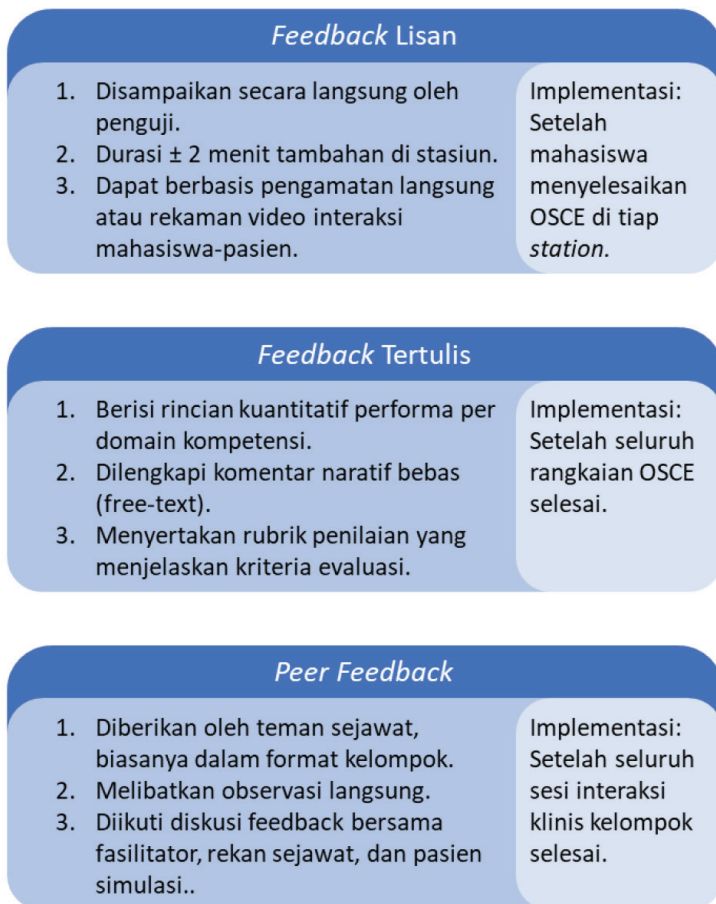 Feedback Lisan
1. Disampaikan secara langsung oleh
penguji.
2. Durasi ± 2 menit tambahan di stasiun.
3. Dapat berbasis pengamatan langsung
atau rekaman video interaksi
mahasiswa-pasien.
Implementasi:
Setelah
mahasiswa
menyelesaikan
OSCE di tiap
station.
Feedback Tertulis
1. Berisi rincian kuantitatif performa per
domain kompetensi.
2. Dilengkapi komentar naratif bebas
(free-text).
3. Menyertakan rubrik penilaian yang
menjelaskan kriteria evaluasi.
Implementasi:
Setelah seluruh
rangkaian OSCE
selesai.
Peer Feedback
1. Diberikan oleh teman sejawat,
biasanya dalam format kelompok.
2. Melibatkan observasi langsung.
3. Diikuti diskusi feedback bersama
fasilitator, rekan sejawat, dan pasien
simulasi..
Implementasi:
Setelah seluruh
sesi interaksi
klinis kelompok
selesai.